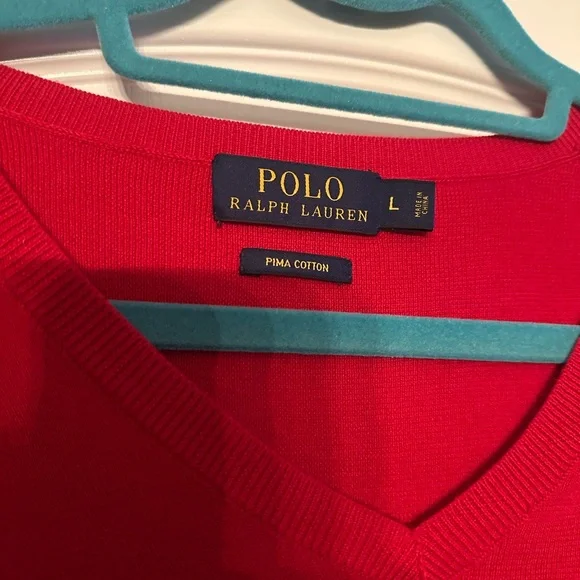 POLO
RALPH LAUREN
L
MADE IN
CHINA
PIMA COTTON